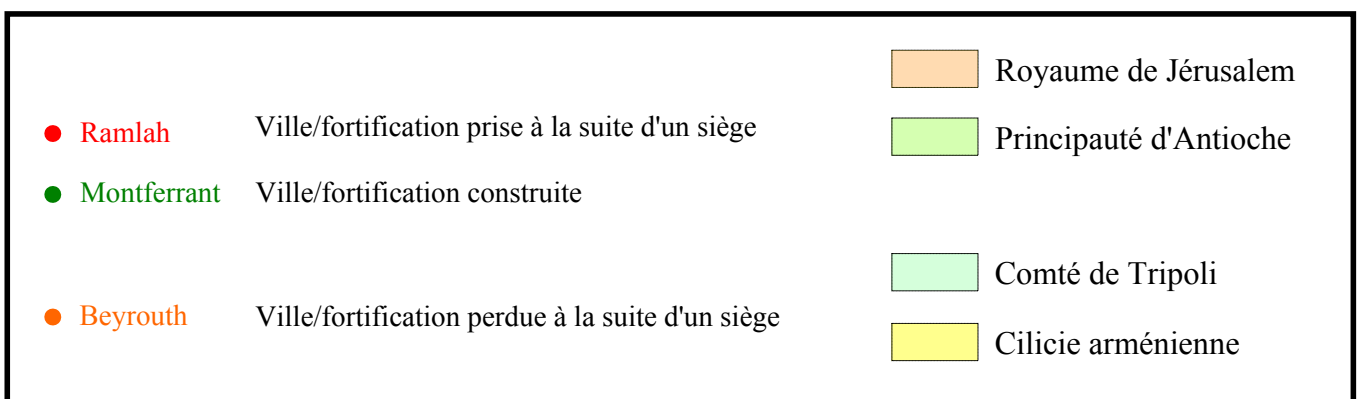 Ramlah Ville/fortification prise à la suite d'un siège
Montferrant Ville/fortification construite
Beyrouth Ville/fortification perdue à la suite d'un siège
Royaume de Jérusalem
Principauté d'Antioche
Comté de Tripoli
Cilicie arménienne